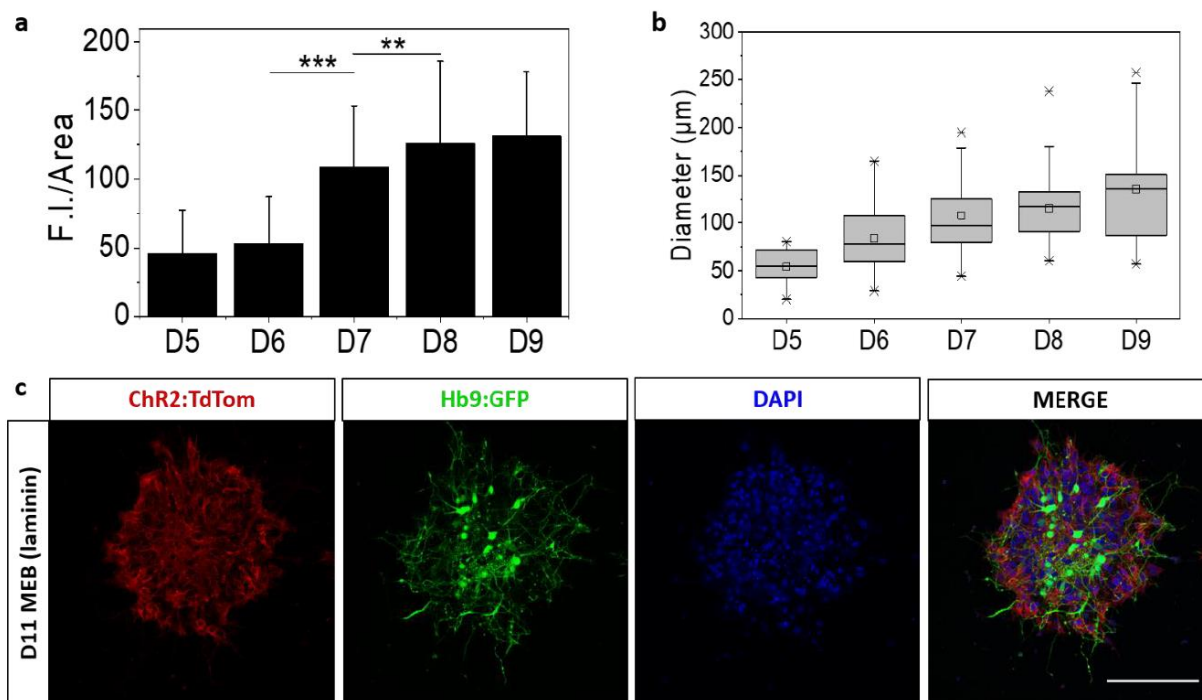 a
F.I./Area
200
150
100
50
0
*** **
D5 D6 D7 D8 D9
b
Diameter (µm)
300
250
200
150
100
50
0
D5 D6 D7 D8 D9
c
ChR2:TdTom Hb9:GFP DAPI MERGE
D11 MEB (laminin)